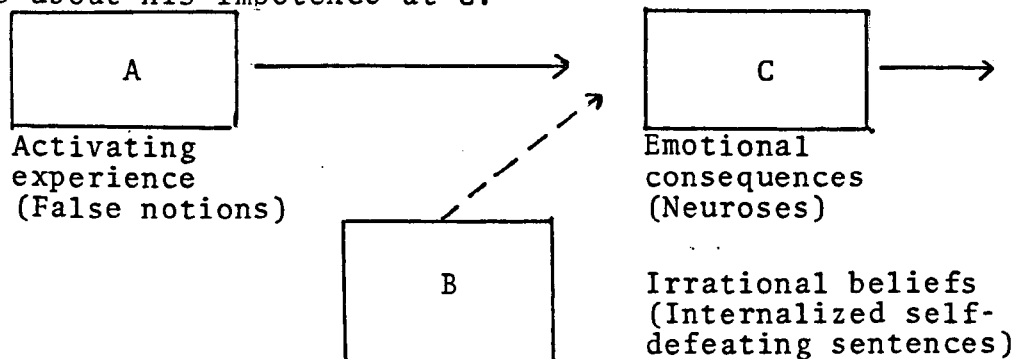 about his impotence at C.
A
C
Activating
experience
(False notions)
Emotional
consequences
(Neuroses)
B
Irrational beliefs
(Internalized self-
defeating sentences)